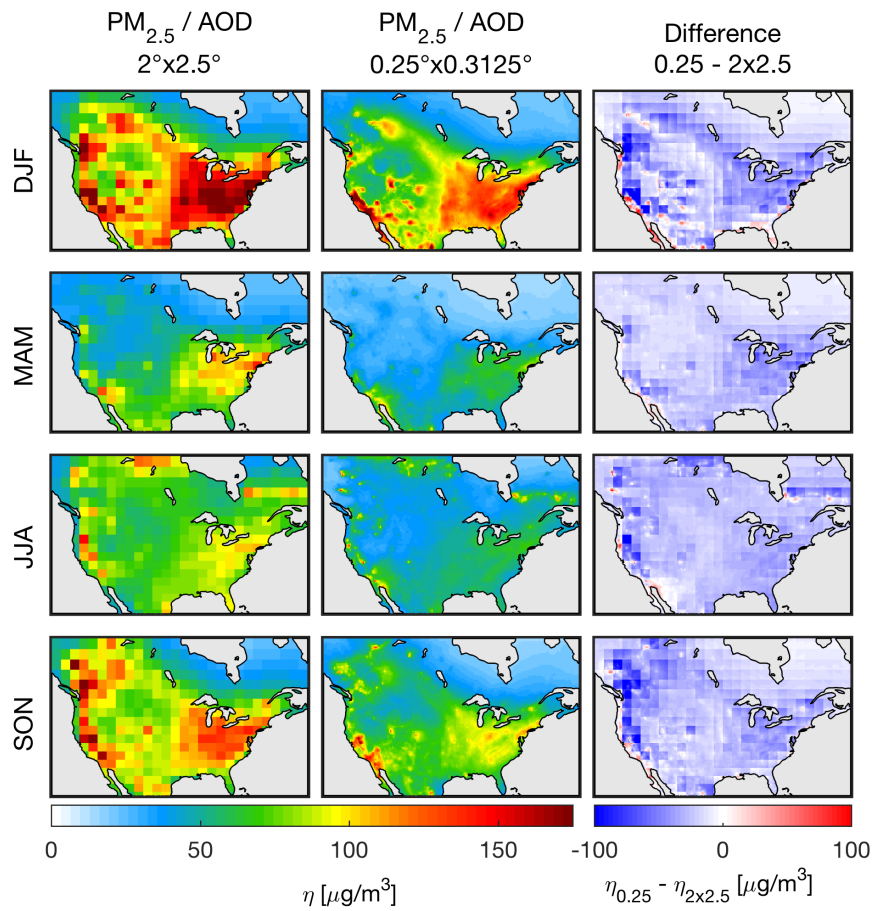 PM2.5 / AOD
2°x2.5°
PM2.5 / AOD
0.25°x0.3125°
Difference
0.25 - 2x2.5
DJF
MAM
JJA
SON
0 50 100 150
-100 0 100
η [μg/m³]
η0.25 - η2x2.5 [μg/m³]